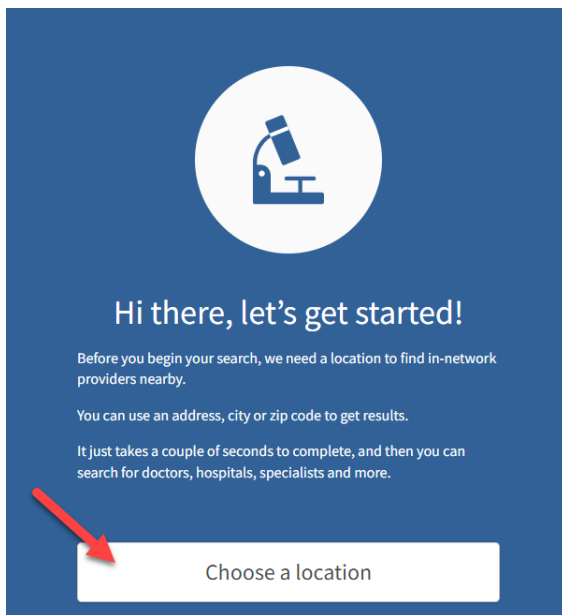 Hi there, let’s get started!
Before you begin your search, we need a location to find in-network
providers nearby.
You can use an address, city or zip code to get results.
It just takes a couple of seconds to complete, and then you can
search for doctors, hospitals, specialists and more.
Choose a location